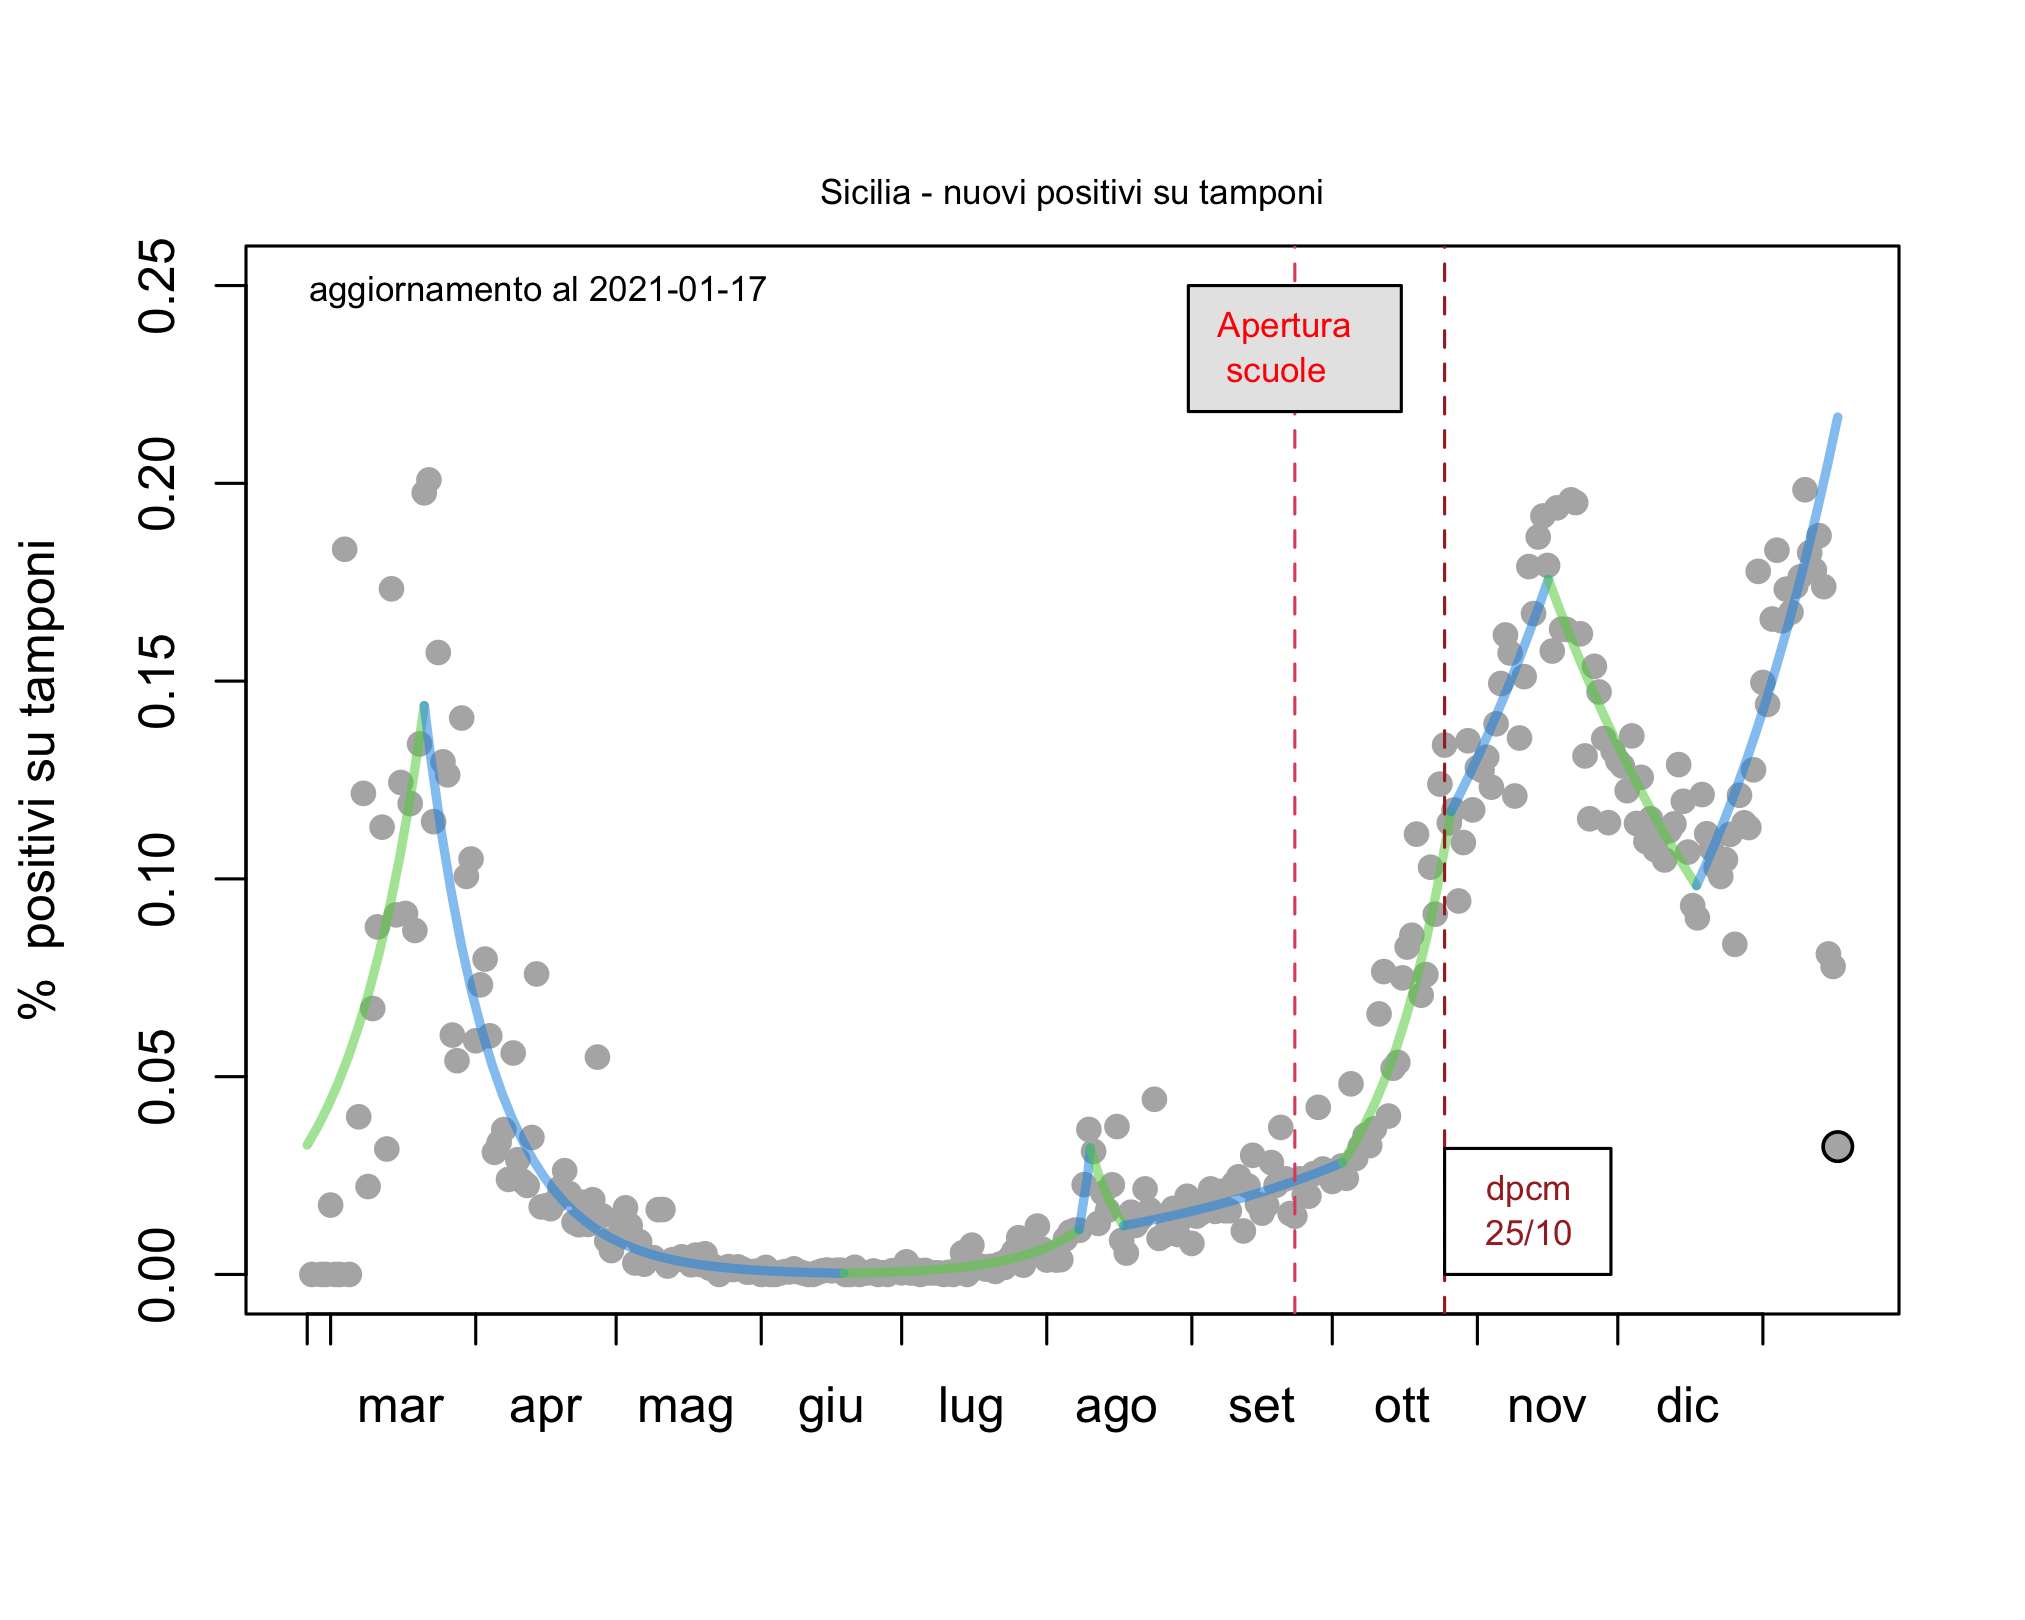 Sicilia - nuovi positivi su tamponi
aggiornamento al 2021-01-17
Apertura
scuole
dpcm
25/10
% positivi su tamponi
0.25
0.20
0.15
0.10
0.05
0.00
mar apr mag giu lug ago set ott nov dic